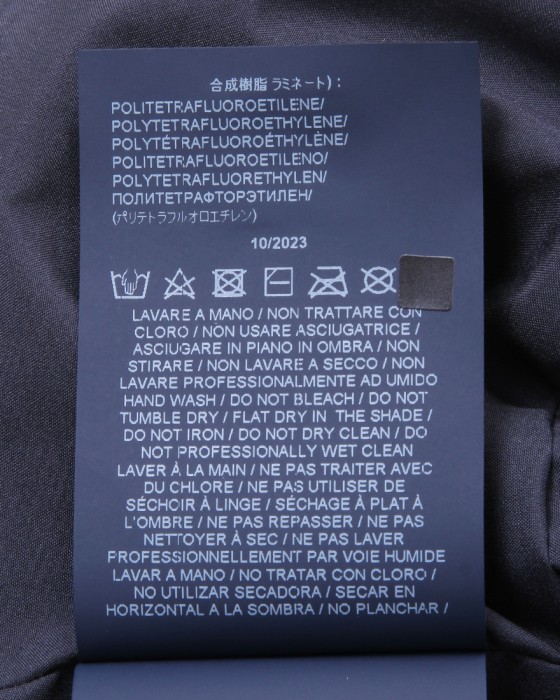 合成樹脂 ラミネート) :
POLITETRAFLUOROETILENE/
POLYTETRAFLUOROETHYLENE/
POLYTÉTRAFLUOROÉTHYLÈNE/
POLITETRAFLUOROETILENO/
POLYTETRAFLUORETHYLEN/
ПОЛИТЕТРАФТОРЭТИЛЕН/
(ポリテトラフルオロエチレン)
10/2023
LAVARE A MANO / NON TRATTARE CON
CLORO / NON USARE ASCIUGATRICE /
ASCIUGARE IN PIANO IN OMBRA / NON
STIRARE / NON LAVARE A SECCO / NON
LAVARE PROFESSIONALMENTE AD UMIDO
HAND WASH / DO NOT BLEACH / DO NOT
TUMBLE DRY / FLAT DRY IN THE SHADE /
DO NOT IRON / DO NOT DRY CLEAN / DO
NOT PROFESSIONALLY WET CLEAN
LAVER À LA MAIN / NE PAS TRAITER AVEC
DU CHLORE / NE PAS UTILISER DE
SÉCHOIR À LINGE / SÉCHAGE À PLAT À
L'OMBRE / NE PAS REPASSER / NE PAS
NETTOYER À SEC / NE PAS LAVER
PROFESSIONNELLEMENT PAR VOIE HUMIDE
LAVAR A MANO / NO TRATAR CON CLORO /
NO UTILIZAR SECADORA / SECAR EN
HORIZONTAL A LA SOMBRA / NO PLANCHAR /